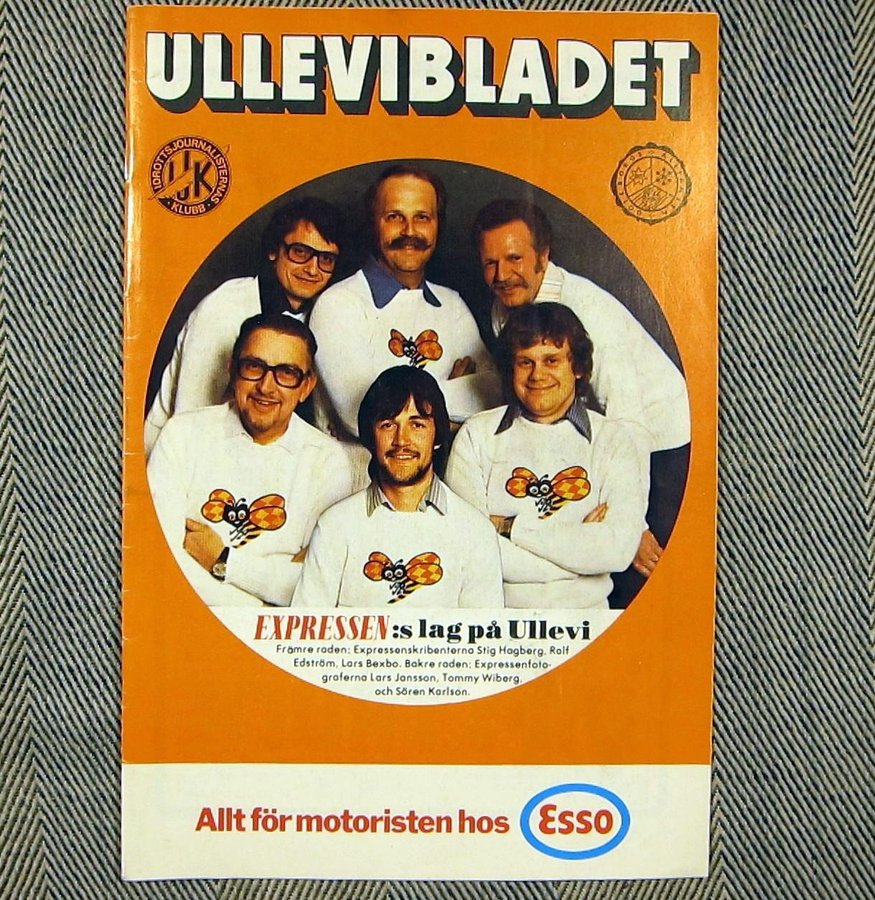 ULLEVIBLADET
IDROTTSJOURNALISTERNAS
IJK
KLUBB
EXPRESSEN:s lag på Ullevi
Främre raden: Expressenskribenterna Stig Hagberg, Ralf
Edström, Lars Bexbo. Bakre raden: Expressenfoto-
graferna Lars Jansson, Tommy Wiberg,
och Sören Karlson.
Allt för motoristen hos
Esso